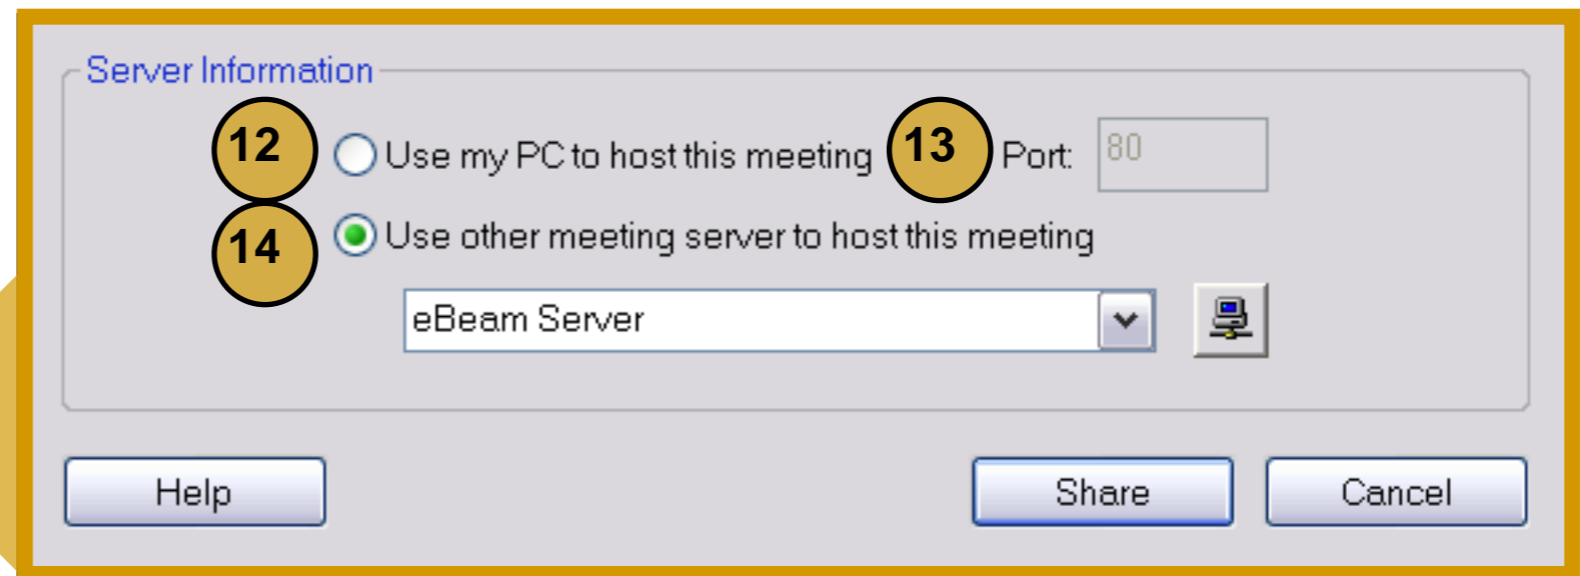 Server Information
12 Use my PC to host this meeting 13 Port: 80
14 Use other meeting server to host this meeting
eBeam Server
Help Share Cancel